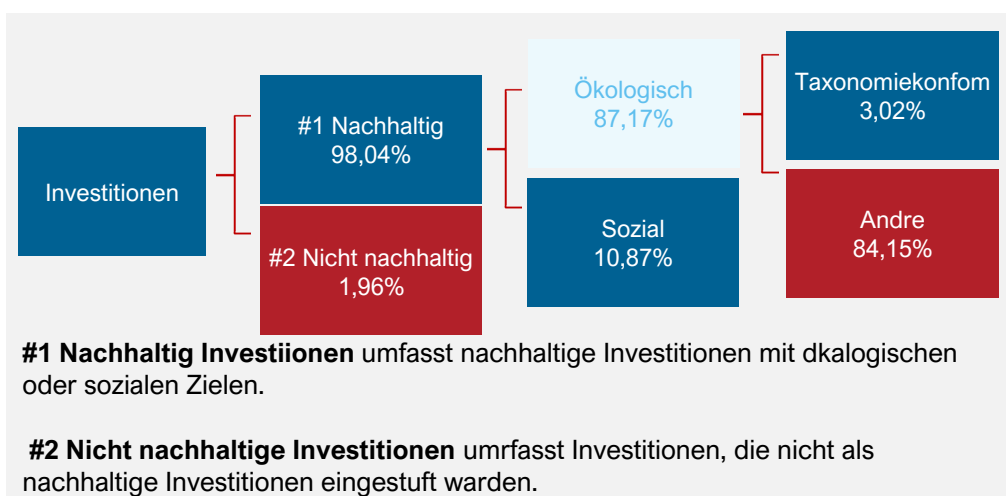 Investitionen
#1 Nachhaltig
98,04%
#2 Nicht nachhaltig
1,96%
Ökologisch
87,17%
Sozial
10,87%
Taxonomiekonfom
3,02%
Andre
84,15%
#1 Nachhaltig Investiionen umfasst nachhaltige Investitionen mit dkalogischen
oder sozialen Zielen.
#2 Nicht nachhaltige Investitionen umrfasst Investitionen, die nicht als
nachhaltige Investitionen eingestuft warden.